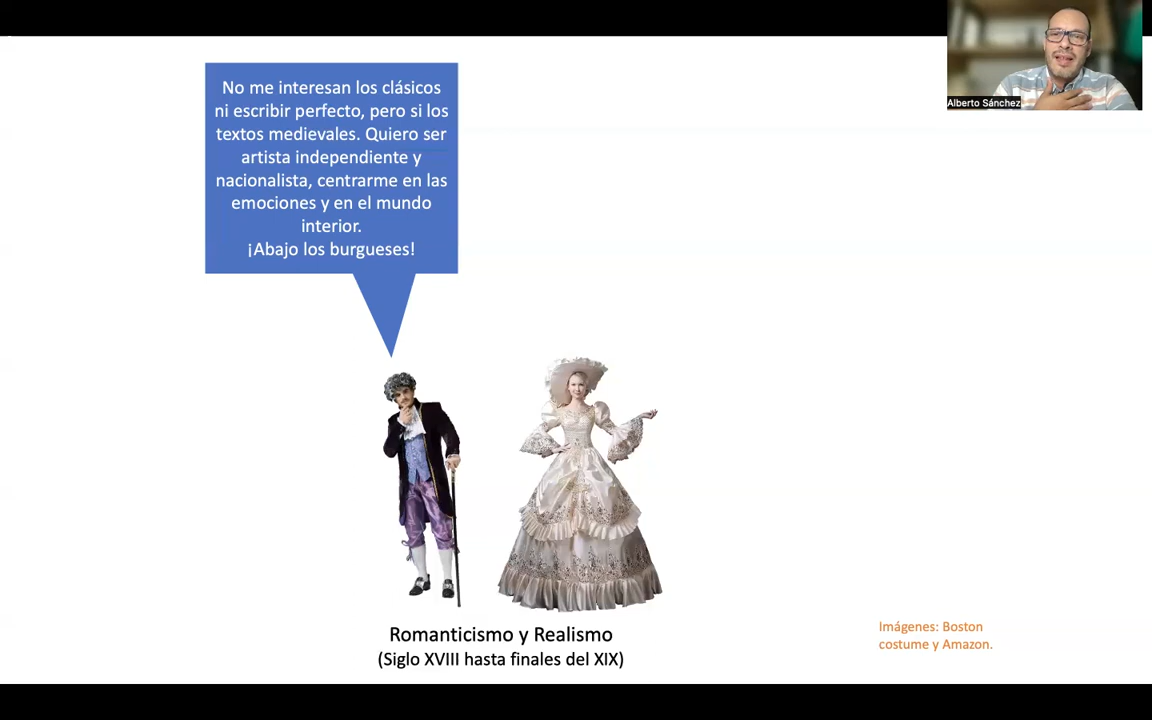 No me interesan los clásicos
ni escribir perfecto, pero si los
textos medievales. Quiero ser
artista independiente y
nacionalista, centrarme en las
emociones y en el mundo
interior.
¡Abajo los burgueses!
Alberto Sánchez
Romanticismo y Realismo
(Siglo XVIII hasta finales del XIX)
Imágenes: Boston
costume y Amazon.